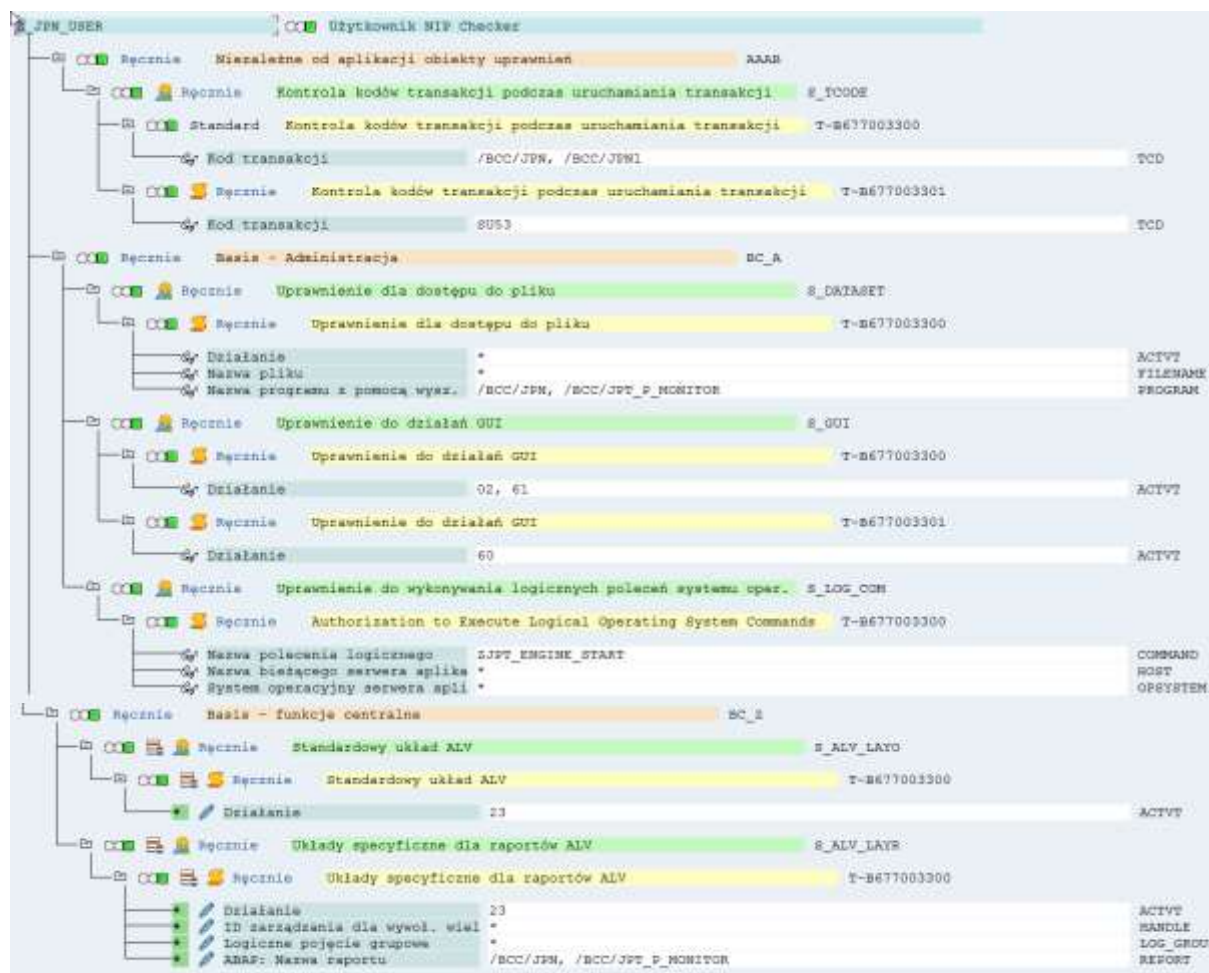 _JPN_USER Użytkownik NIP Checker
Ręcznie Niezależne od aplikacji obiekty uprawnień AAAB
Ręcznie Kontrola kodów transakcji podczas uruchamiania transakcji S_TCODE
Standard Kontrola kodów transakcji podczas uruchamiania transakcji T-B677003300
Kod transakcji /BCC/JPN, /BCC/JPN1 TCD
Ręcznie Kontrola kodów transakcji podczas uruchamiania transakcji T-B677003301
Kod transakcji SU53 TCD
Ręcznie Basis - Administracja BC_A
Ręcznie Uprawnienie dla dostępu do pliku S_DATASET
Ręcznie Uprawnienie dla dostępu do pliku T-B677003300
Działanie * ACTVT
Nazwa pliku * FILENAME
Nazwa programu z pomocą wysz. /BCC/JPN, /BCC/JPT_P_MONITOR PROGRAM
Ręcznie Uprawnienie do działań GUI S_GUI
Ręcznie Uprawnienie do działań GUI T-B677003300
Działanie 02, 61 ACTVT
Ręcznie Uprawnienie do działań GUI T-B677003301
Działanie 60 ACTVT
Ręcznie Uprawnienie do wykonywania logicznych poleceń systemu oper. S_LOG_COM
Ręcznie Authorization to Execute Logical Operating System Commands T-B677003300
Nazwa polecenia logicznego ZJPT_ENGINE_START COMMAND
Nazwa bieżącego serwera aplika * HOST
System operacyjny serwera apli * OPSYSTEM
Ręcznie Basis - funkcje centralne BC_Z
Ręcznie Standardowy układ ALV S_ALV_LAYO
Ręcznie Standardowy układ ALV T-B677003300
Działanie 23 ACTVT
Ręcznie Układy specyficzne dla raportów ALV S_ALV_LAYR
Ręcznie Układy specyficzne dla raportów ALV T-B677003300
Działanie 23 ACTVT
ID zarządzania dla wywoł. wiel * HANDLE
Logiczne pojęcie grupowe * LOG_GROU
ABAP: Nazwa raportu /BCC/JPN, /BCC/JPT_P_MONITOR REPORT